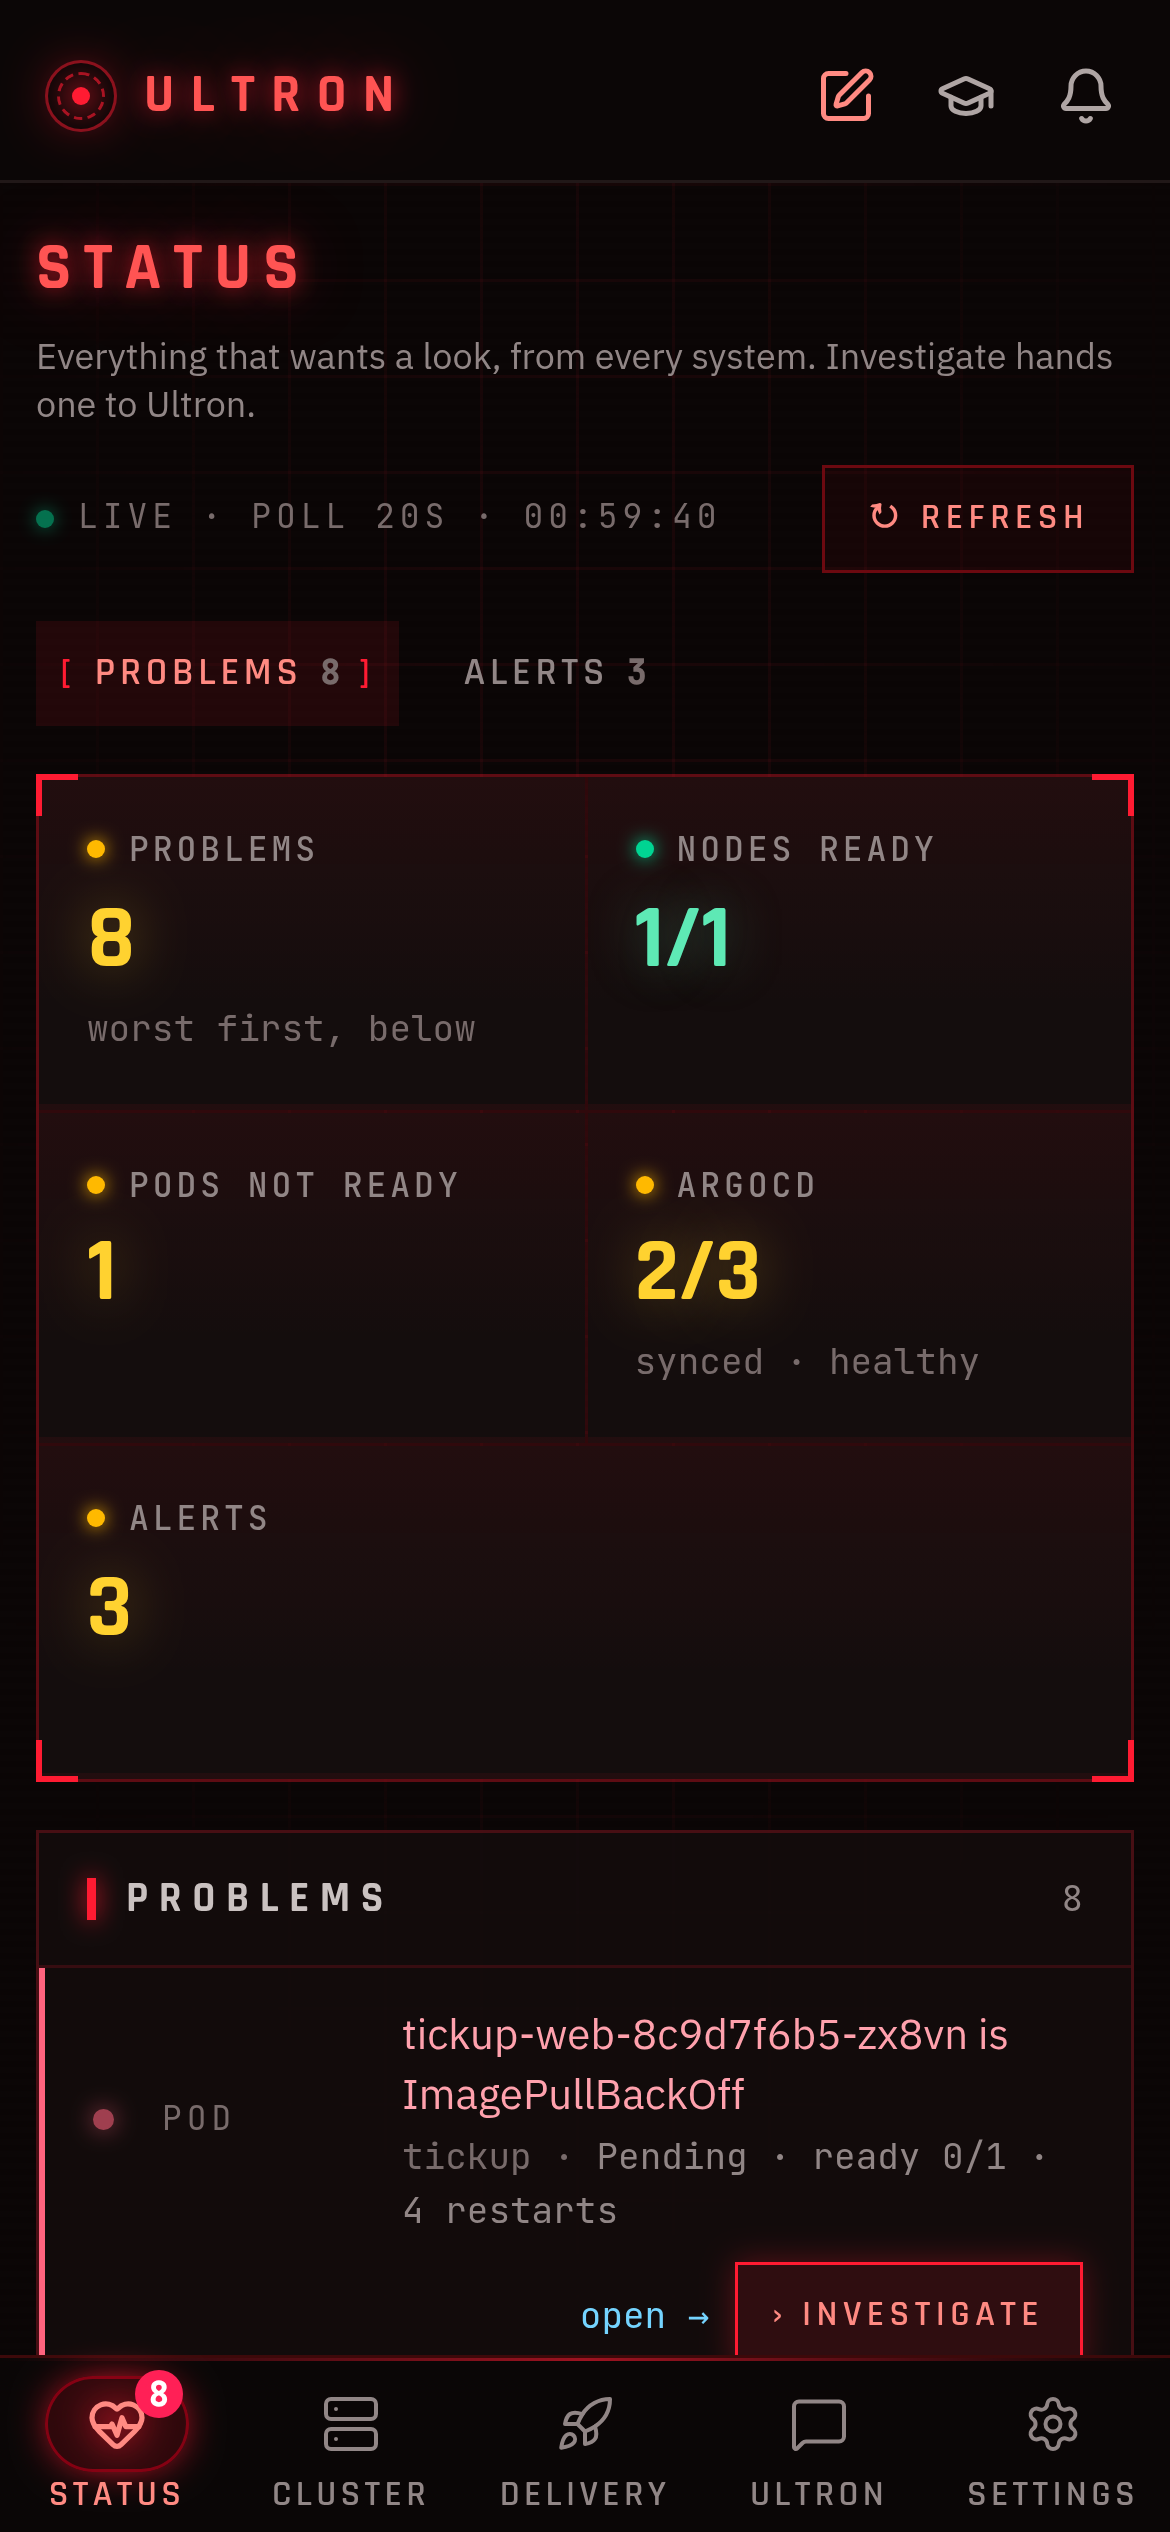 ULTRON
STATUS
Everything that wants a look, from every system. Investigate hands
one to Ultron.
LIVE · POLL 20S · 00:59:40
↻ REFRESH
[ PROBLEMS 8 ]
ALERTS 3
PROBLEMS
8
worst first, below
NODES READY
1/1
PODS NOT READY
1
ARGOCD
2/3
synced · healthy
ALERTS
3
PROBLEMS
8
POD
tickup-web-8c9d7f6b5-zx8vn is
ImagePullBackOff
tickup · Pending · ready 0/1 ·
4 restarts
open →
› INVESTIGATE
8
STATUS
CLUSTER
DELIVERY
ULTRON
SETTINGS